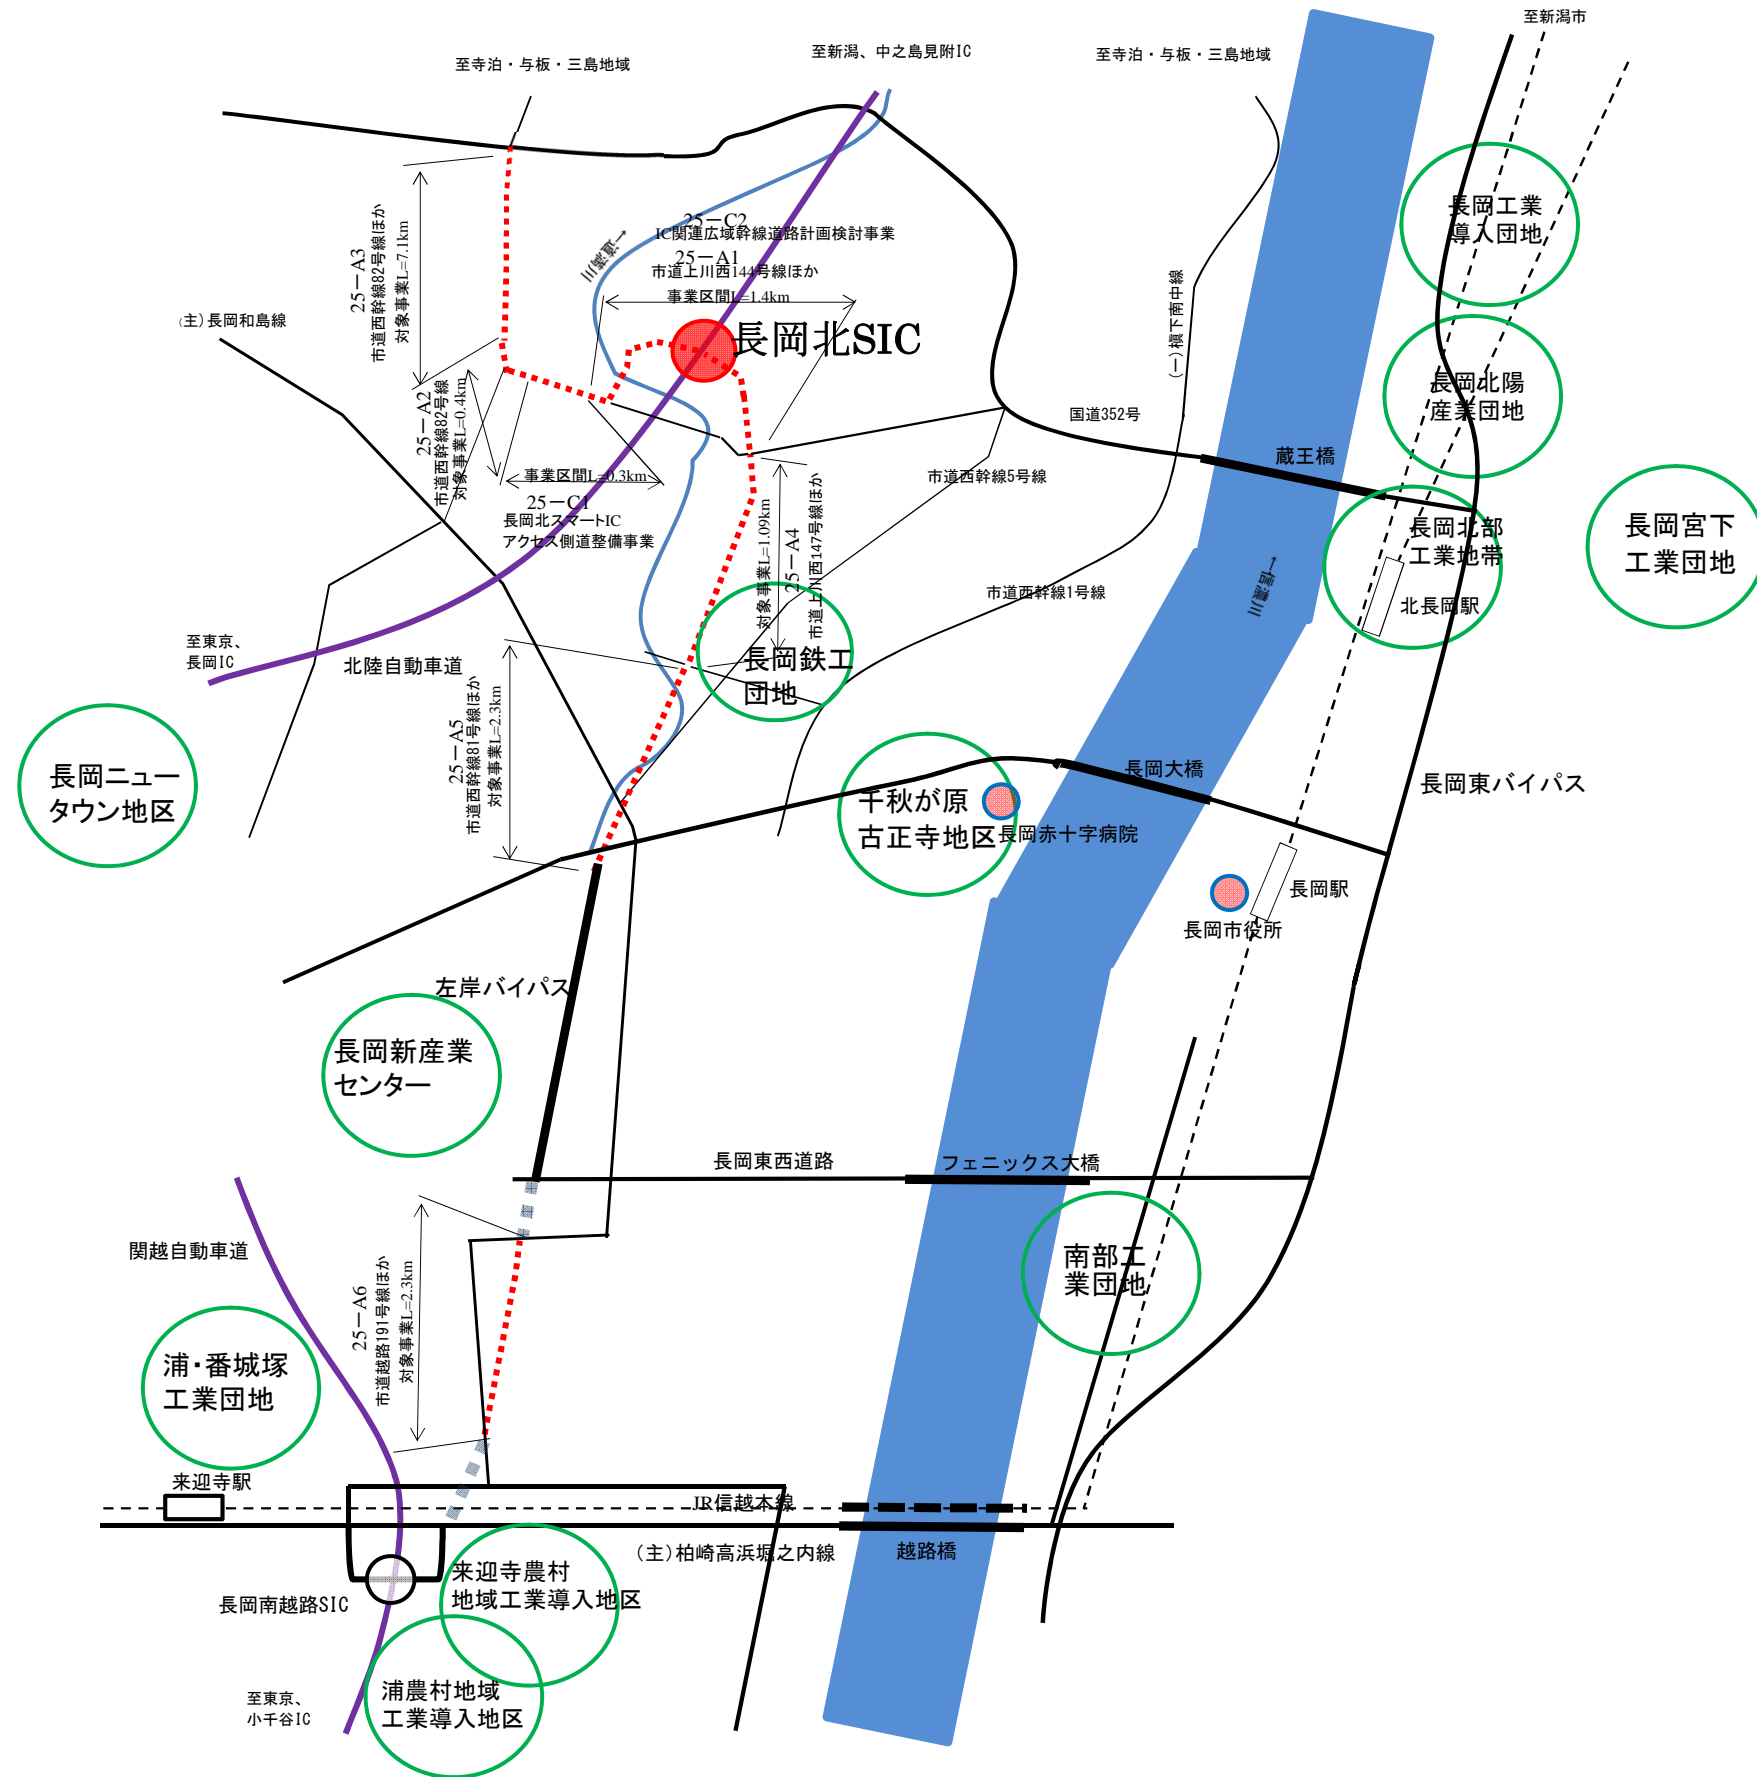 至新潟市
至新潟、中之島見附IC
至寺泊・与板・三島地域
至寺泊・与板・三島地域
25－C2
IC関連広域幹線道路計画検討事業
25－A1
市道上川西144号線ほか
事業区間L=1.4km
←道満川
25－A3
市道西幹線82号線ほか
対象事業L=7.1km
(主)長岡和島線
長岡北SIC
(一)槇下南中線
長岡工業
導入団地
長岡北陽
産業団地
25－A2
市道西幹線82号線
対象事業L=0.4km
国道352号
蔵王橋
事業区間L=0.3km
25－C1
長岡北スマートIC
アクセス側道整備事業
市道西幹線5号線
対象事業L=1.09km
25－A4
市道上川西147号線ほか
長岡北部
工業地帯
長岡宮下
工業団地
←信濃川
市道西幹線1号線
北長岡駅
至東京、
長岡IC
北陸自動車道
長岡鉄工
団地
25－A5
市道西幹線81号線ほか
対象事業L=2.3km
長岡ニュー
タウン地区
長岡大橋
千秋が原
古正寺地区
長岡赤十字病院
長岡東バイパス
長岡駅
長岡市役所
左岸バイパス
長岡新産業
センター
長岡東西道路
フェニックス大橋
関越自動車道
南部工
業団地
25－A6
市道越路191号線ほか
対象事業L=2.3km
浦・番城塚
工業団地
来迎寺駅
JR信越本線
(主)柏崎高浜堀之内線
越路橋
来迎寺農村
地域工業導入地区
長岡南越路SIC
浦農村地域
工業導入地区
至東京、
小千谷IC